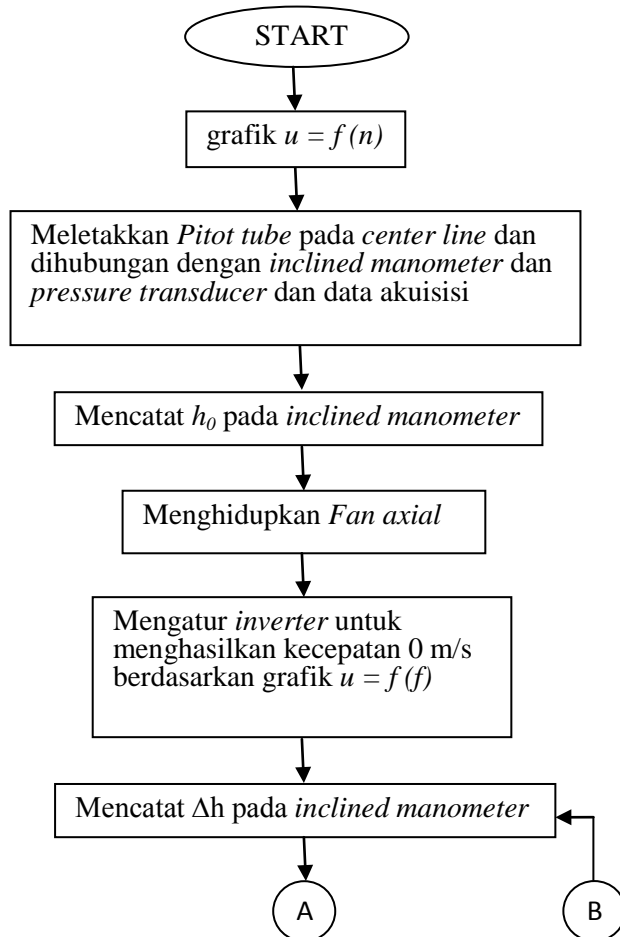 START
grafik u = f (n)
Meletakkan Pitot tube pada center line dan
dihubungan dengan inclined manometer dan
pressure transducer dan data akuisisi
Mencatat h0 pada inclined manometer
Menghidupkan Fan axial
Mengatur inverter untuk
menghasilkan kecepatan 0 m/s
berdasarkan grafik u = f (f)
Mencatat Δh pada inclined manometer
A
B